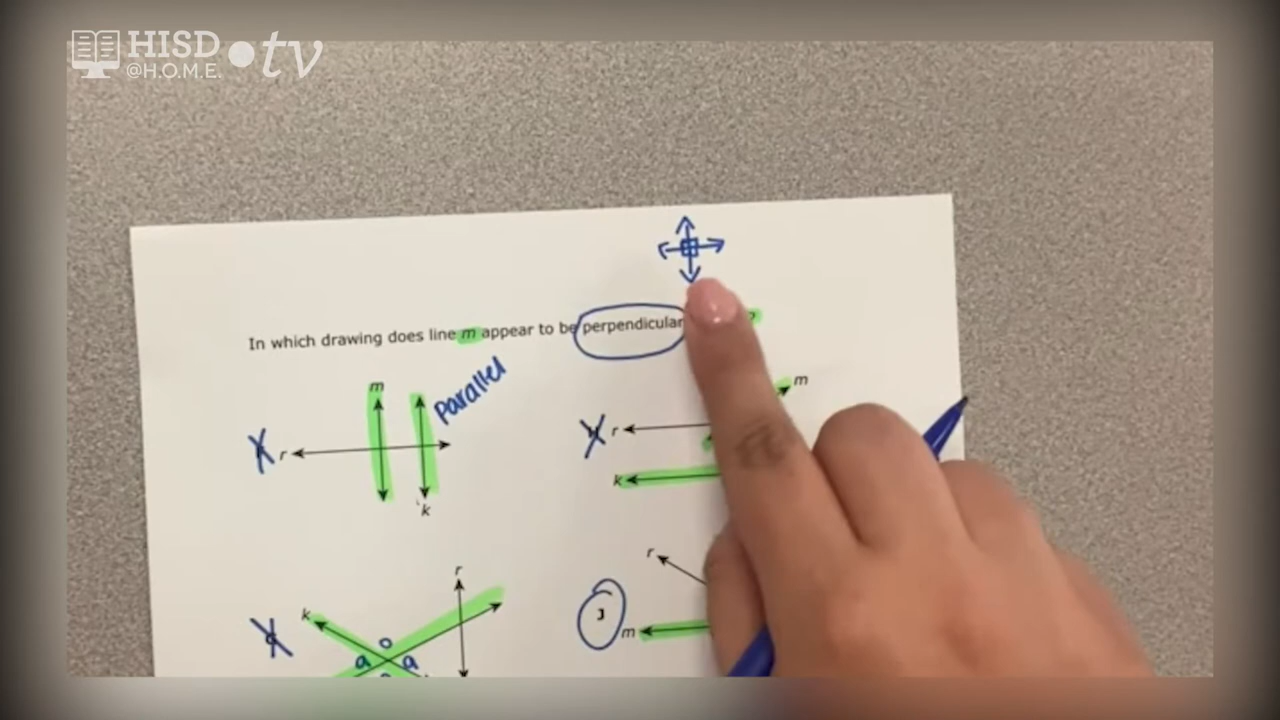 HISD
@H.O.M.E. tv
In which drawing does line m appear to be perpendicular ?
m
Parallel
r
k
m
r
k
r
k
o
a a
r
J
m